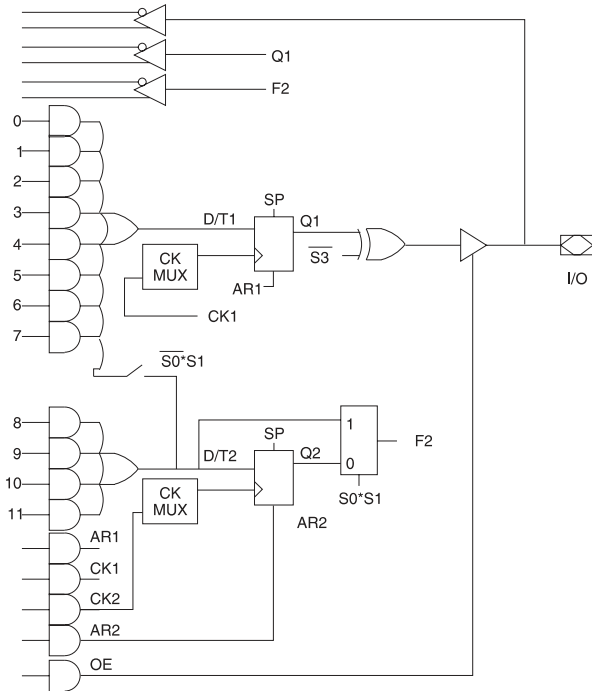 Q1
F2
0
1
2
3
4
5
6
7
SP
D/T1
Q1
S3
CK
MUX
AR1
CK1
I/O
S0*S1
8
9
10
11
SP
D/T2
Q2
1
0
F2
S0*S1
CK
MUX
AR2
AR1
CK1
CK2
AR2
OE